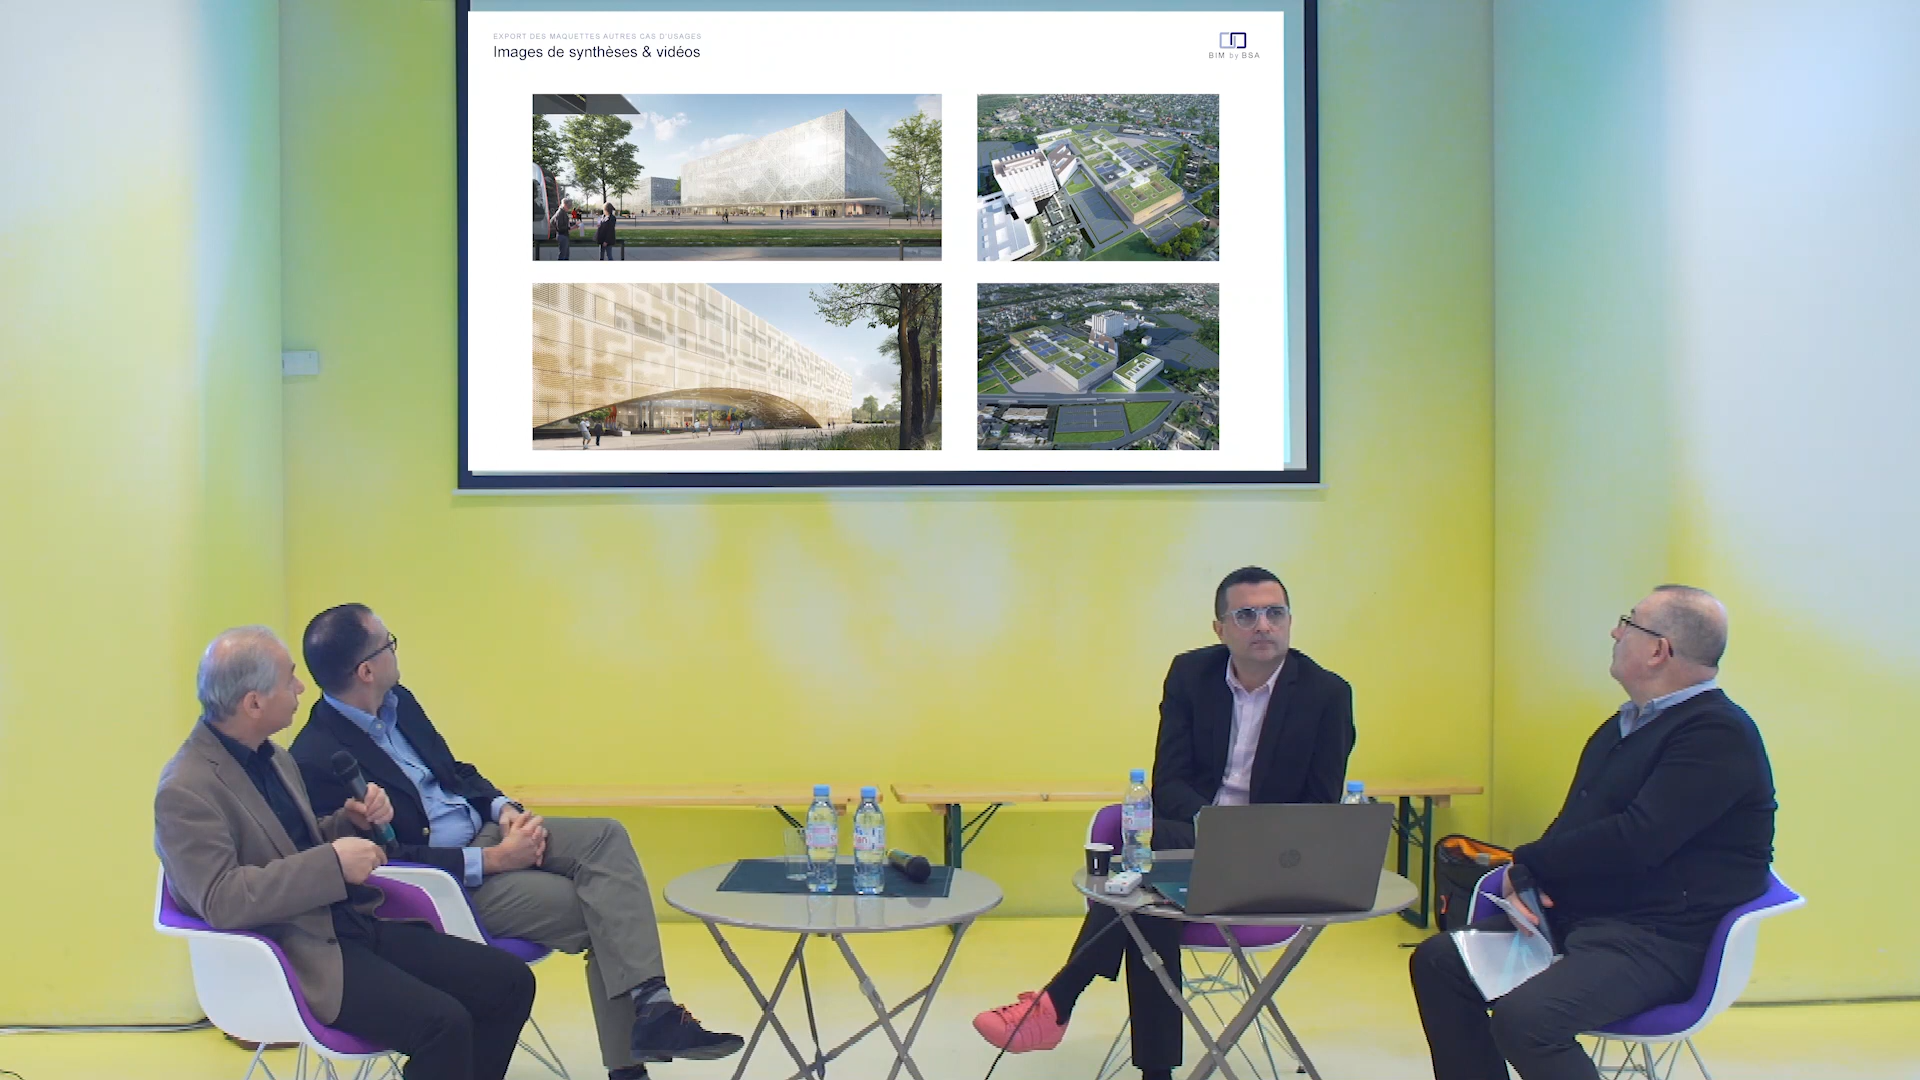 EXPORT DES MAQUETTES AUTRES CAS D'USAGES
Images de synthèses & vidéos
BIM by BSA